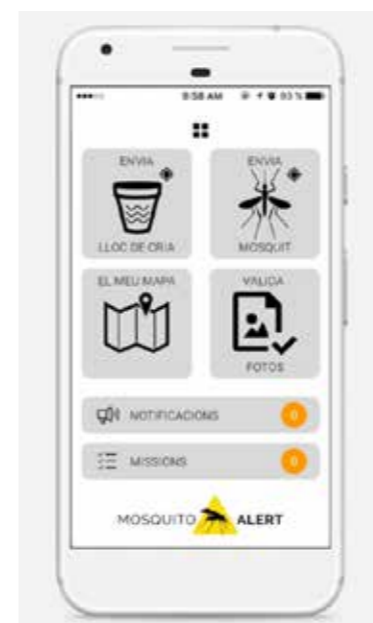 9:58 AM 93 %
ENVIA
LLOC DE CRIA
ENVIA
MOSQUIT
EL MEU MAPA
VALIDA
FOTOS
NOTIFICACIONS 0
MISSIONS 0
MOSQUITO ALERT